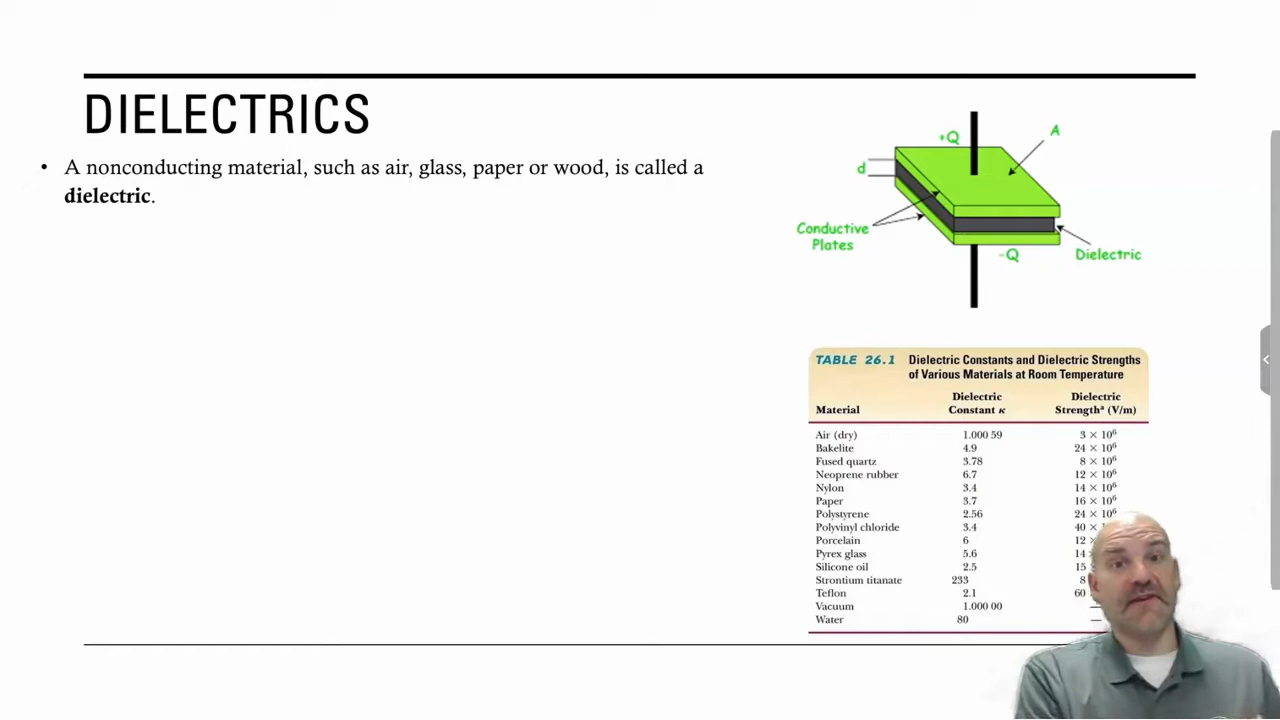 DIELECTRICS
• A nonconducting material, such as air, glass, paper or wood, is called a
dielectric.
+Q
A
d
Conductive
Plates
Dielectric
-Q
TABLE 26.1 Dielectric Constants and Dielectric Strengths
of Various Materials at Room Temperature
Dielectric Dielectric
Material Constant κ Strengthᵃ (V/m)
Air (dry) 1.000 59 3 × 10⁶
Bakelite 4.9 24 × 10⁶
Fused quartz 3.78 8 × 10⁶
Neoprene rubber 6.7 12 × 10⁶
Nylon 3.4 14 × 10⁶
Paper 3.7 16 × 10⁶
Polystyrene 2.56 24 × 10⁶
Polyvinyl chloride 3.4 40 ×
Porcelain 6 12
Pyrex glass 5.6 14
Silicone oil 2.5 15
Strontium titanate 233 8
Teflon 2.1 60
Vacuum 1.000 00 —
Water 80 —